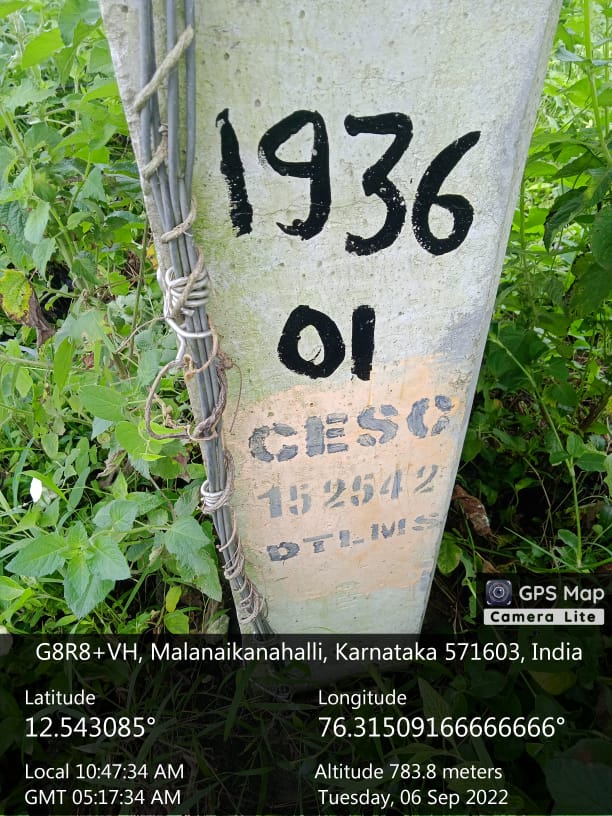 1936
01
CESC
152542
DTLMS
GPS Map
Camera Lite
G8R8+VH, Malanaikanahalli, Karnataka 571603, India
Latitude
12.543085°
Longitude
76.31509166666666°
Local 10:47:34 AM
GMT 05:17:34 AM
Altitude 783.8 meters
Tuesday, 06 Sep 2022